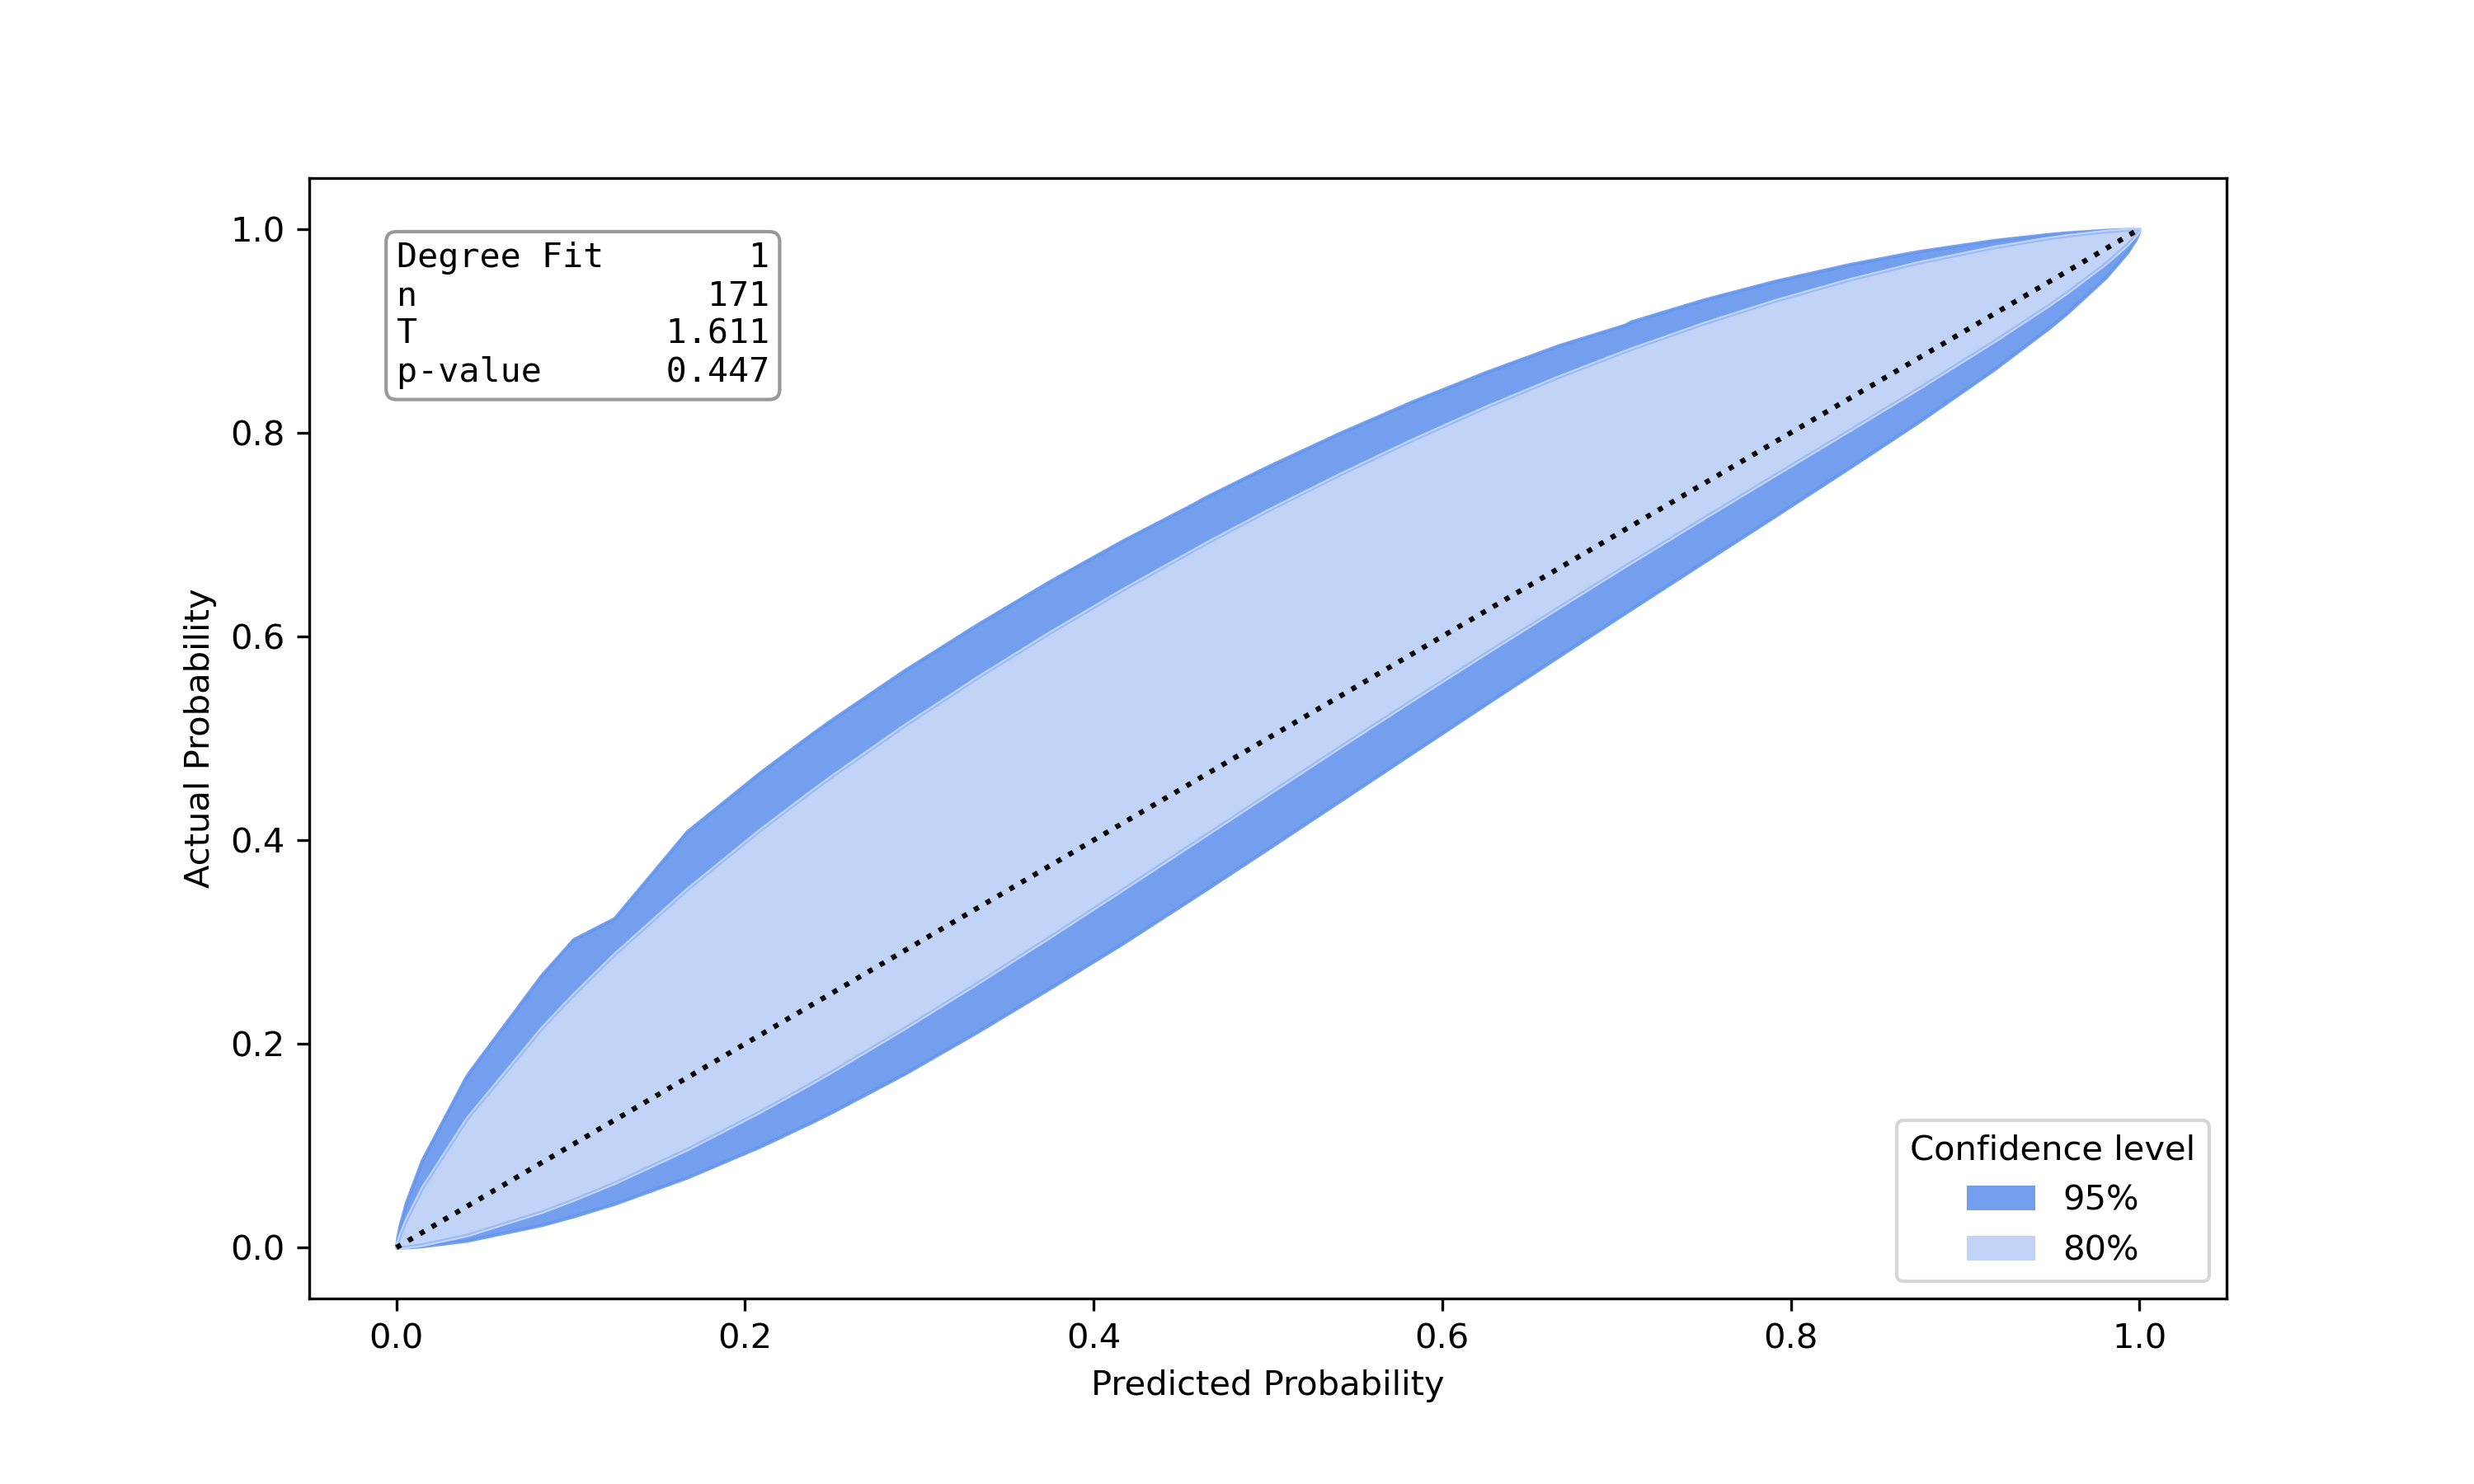 Degree Fit 1
n 171
T 1.611
p-value 0.447
1.0
0.8
0.6
0.4
0.2
0.0
Actual Probability
Confidence level
95%
80%
0.0 0.2 0.4 0.6 0.8 1.0
Predicted Probability